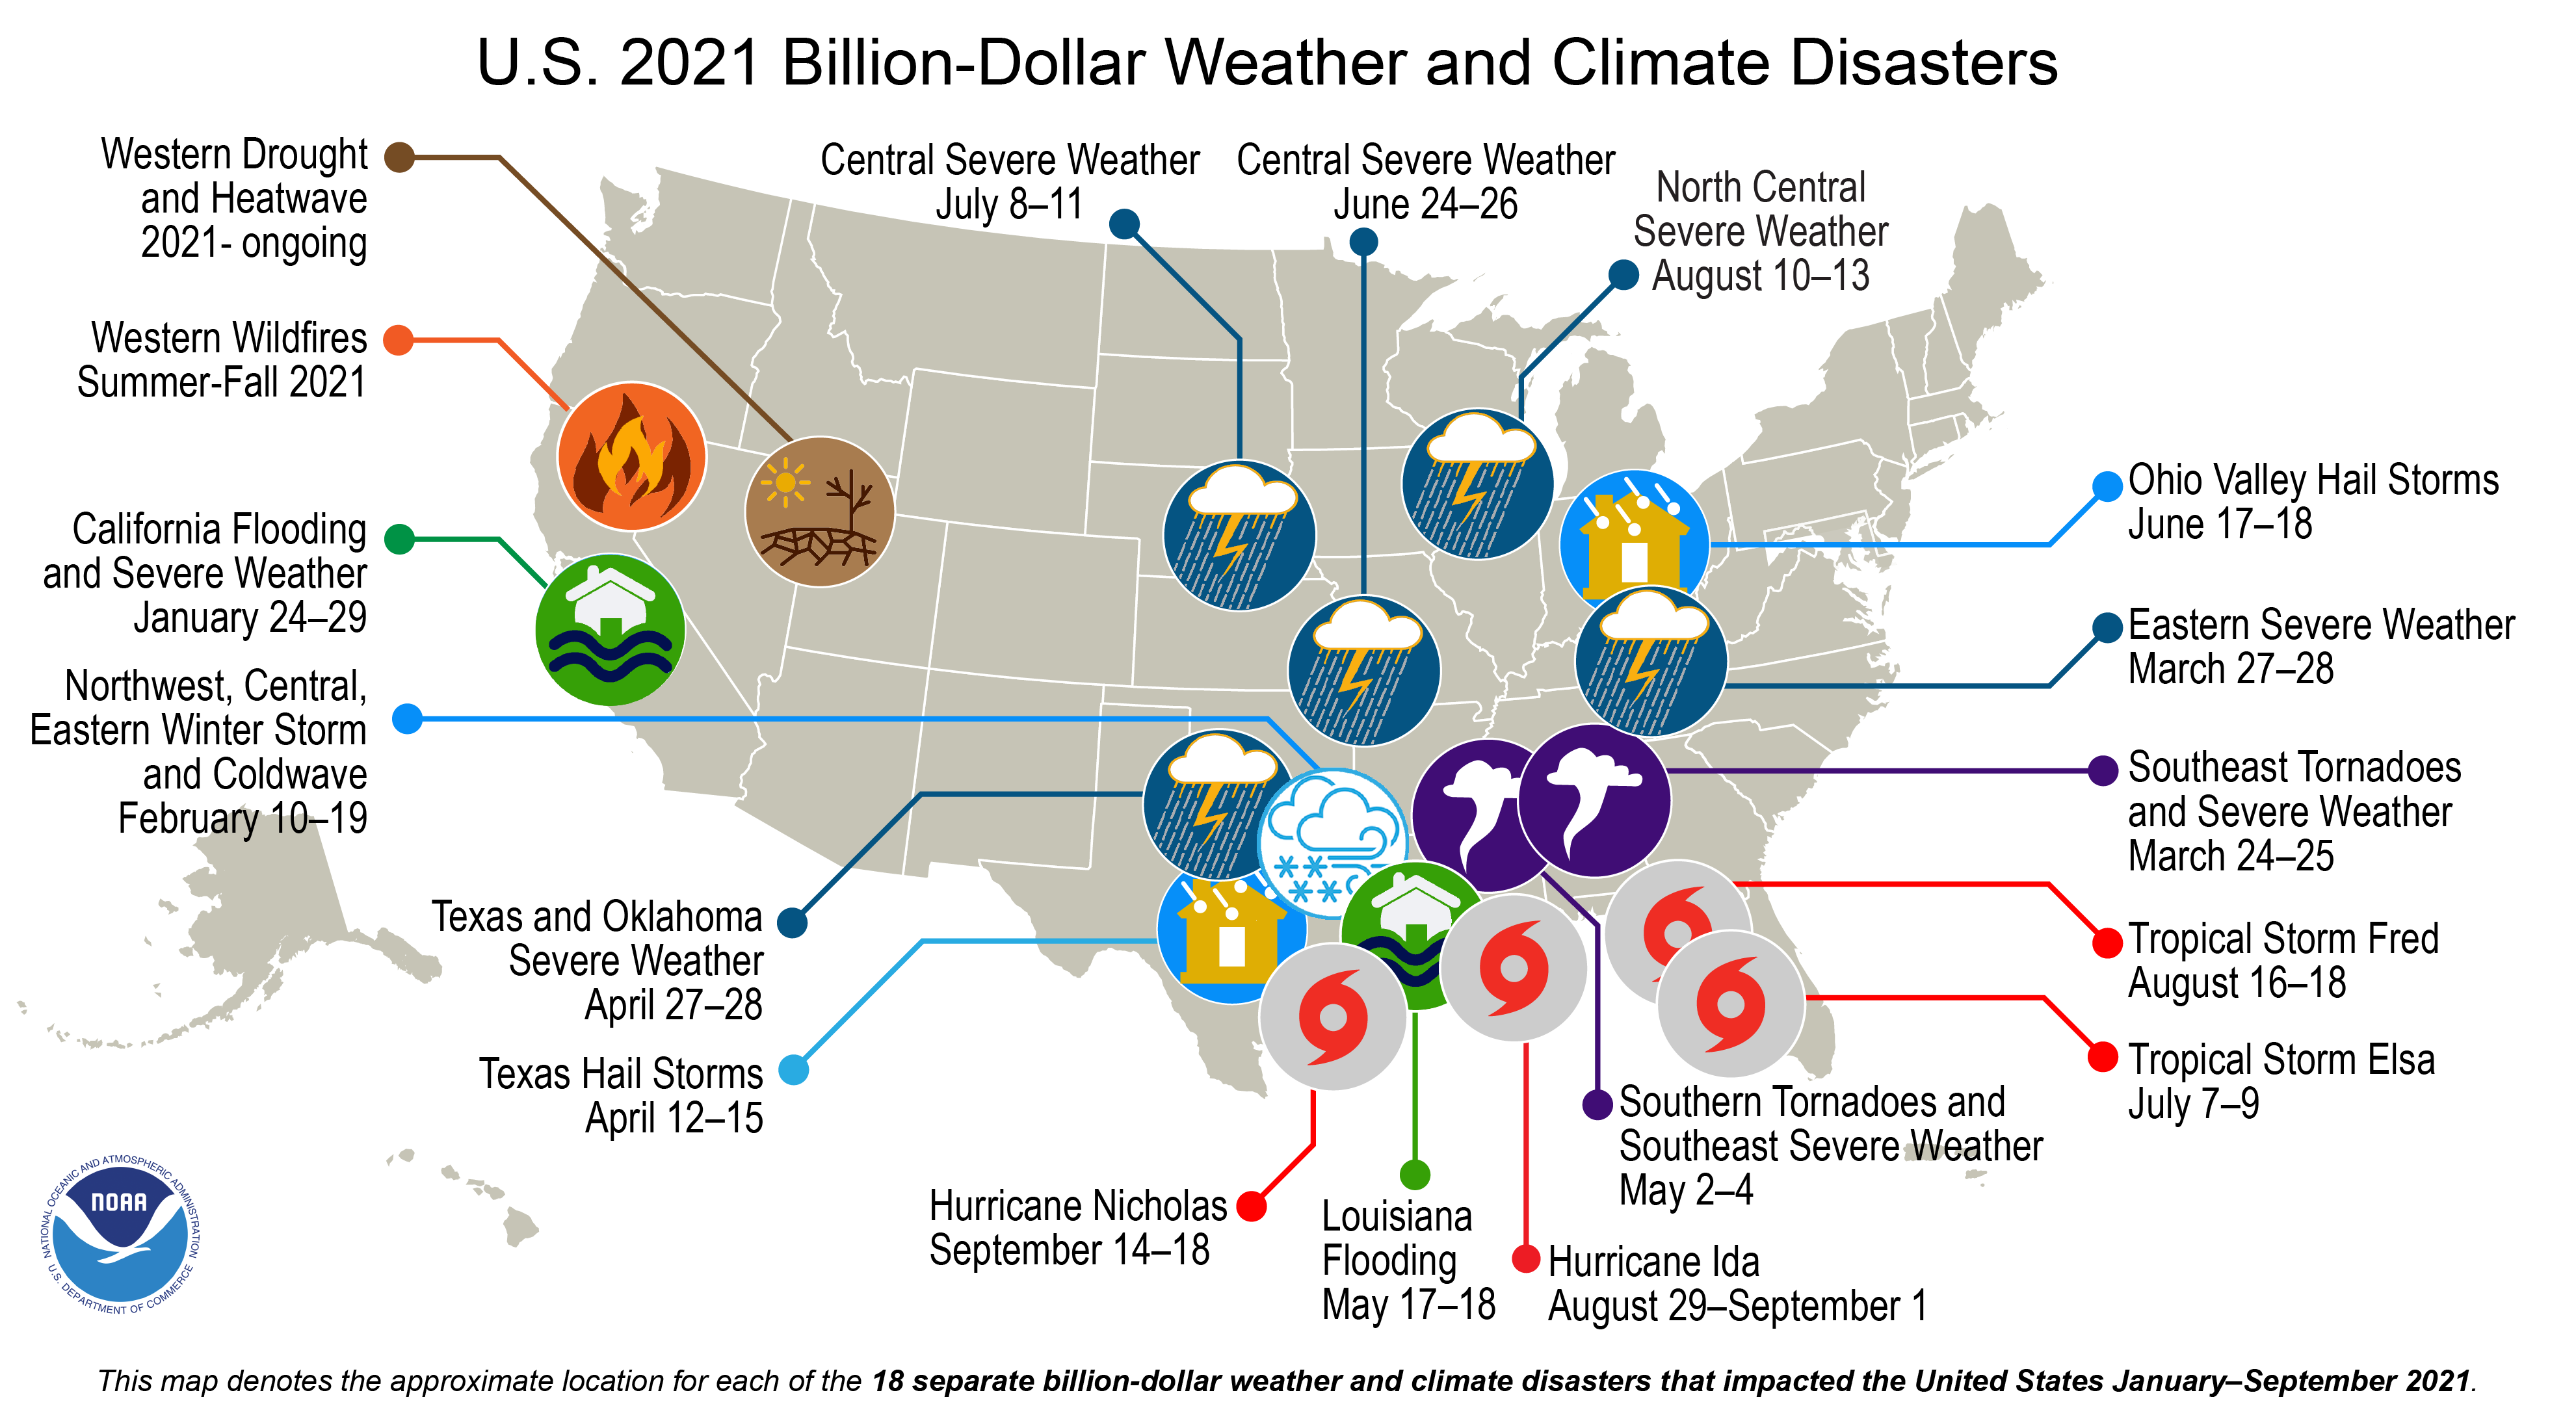 U.S. 2021 Billion-Dollar Weather and Climate Disasters
Western Drought
and Heatwave
2021- ongoing
Western Wildfires
Summer-Fall 2021
California Flooding
and Severe Weather
January 24–29
Northwest, Central,
Eastern Winter Storm
and Coldwave
February 10–19
Central Severe Weather
July 8–11
Central Severe Weather
June 24–26
North Central
Severe Weather
August 10–13
Ohio Valley Hail Storms
June 17–18
Eastern Severe Weather
March 27–28
Southeast Tornadoes
and Severe Weather
March 24–25
Tropical Storm Fred
August 16–18
Tropical Storm Elsa
July 7–9
Texas and Oklahoma
Severe Weather
April 27–28
Texas Hail Storms
April 12–15
Hurricane Nicholas
September 14–18
Louisiana
Flooding
May 17–18
Hurricane Ida
August 29–September 1
Southern Tornadoes and
Southeast Severe Weather
May 2–4
NATIONAL OCEANIC AND ATMOSPHERIC ADMINISTRATION
NOAA
U.S. DEPARTMENT OF COMMERCE
This map denotes the approximate location for each of the 18 separate billion-dollar weather and climate disasters that impacted the United States January–September 2021.